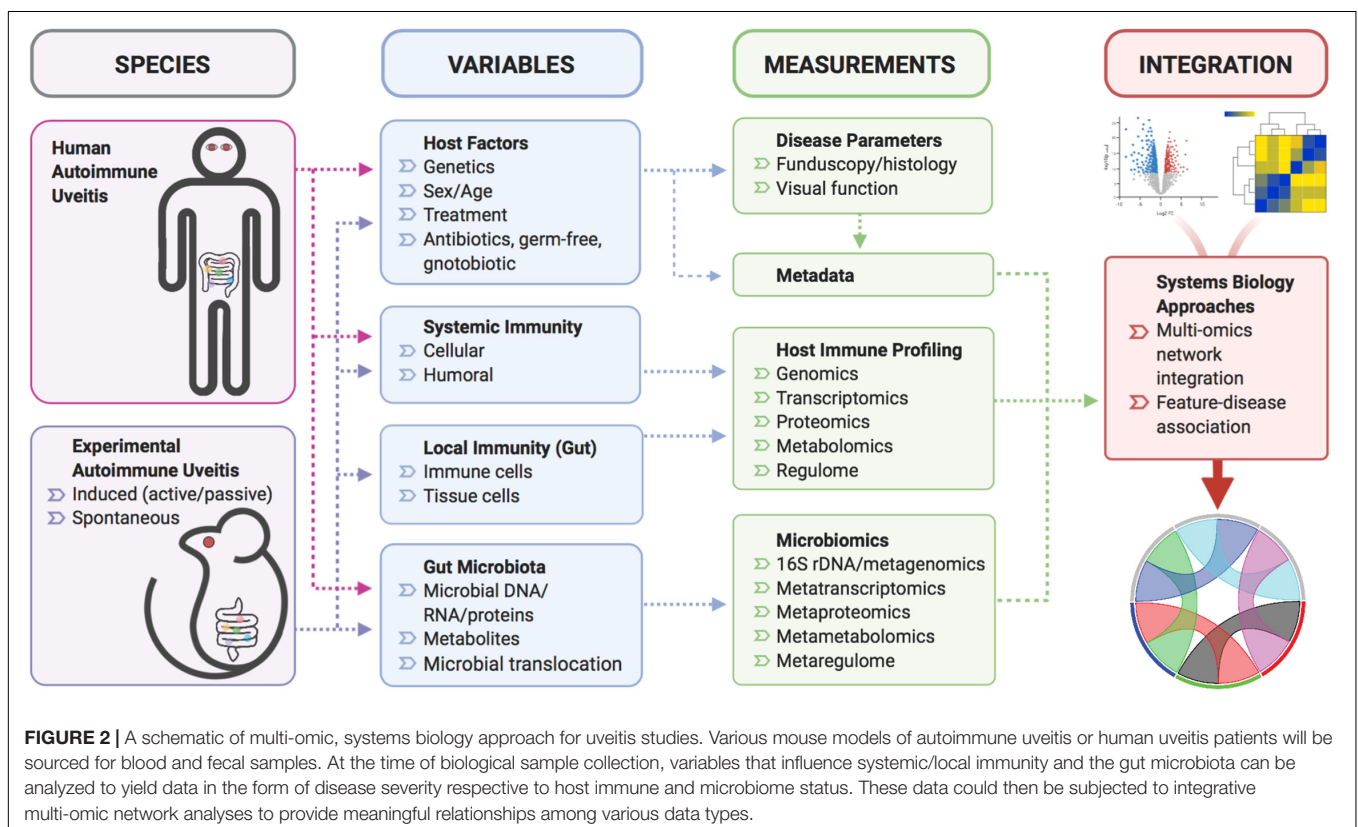 SPECIES
VARIABLES
MEASUREMENTS
INTEGRATION
Human
Autoimmune
Uveitis
Experimental
Autoimmune Uveitis
Induced (active/passive)
Spontaneous
Host Factors
Genetics
Sex/Age
Treatment
Antibiotics, germ-free,
gnotobiotic
Systemic Immunity
Cellular
Humoral
Local Immunity (Gut)
Immune cells
Tissue cells
Gut Microbiota
Microbial DNA/
RNA/proteins
Metabolites
Microbial translocation
Disease Parameters
Funduscopy/histology
Visual function
Metadata
Host Immune Profiling
Genomics
Transcriptomics
Proteomics
Metabolomics
Regulome
Microbiomics
16S rDNA/metagenomics
Metatranscriptomics
Metaproteomics
Metametabolomics
Metaregulome
-10 -5 0 5 10
Log2 FC
Systems Biology
Approaches
Multi-omics
network
integration
Feature-disease
association
FIGURE 2 | A schematic of multi-omic, systems biology approach for uveitis studies. Various mouse models of autoimmune uveitis or human uveitis patients will be
sourced for blood and fecal samples. At the time of biological sample collection, variables that influence systemic/local immunity and the gut microbiota can be
analyzed to yield data in the form of disease severity respective to host immune and microbiome status. These data could then be subjected to integrative
multi-omic network analyses to provide meaningful relationships among various data types.